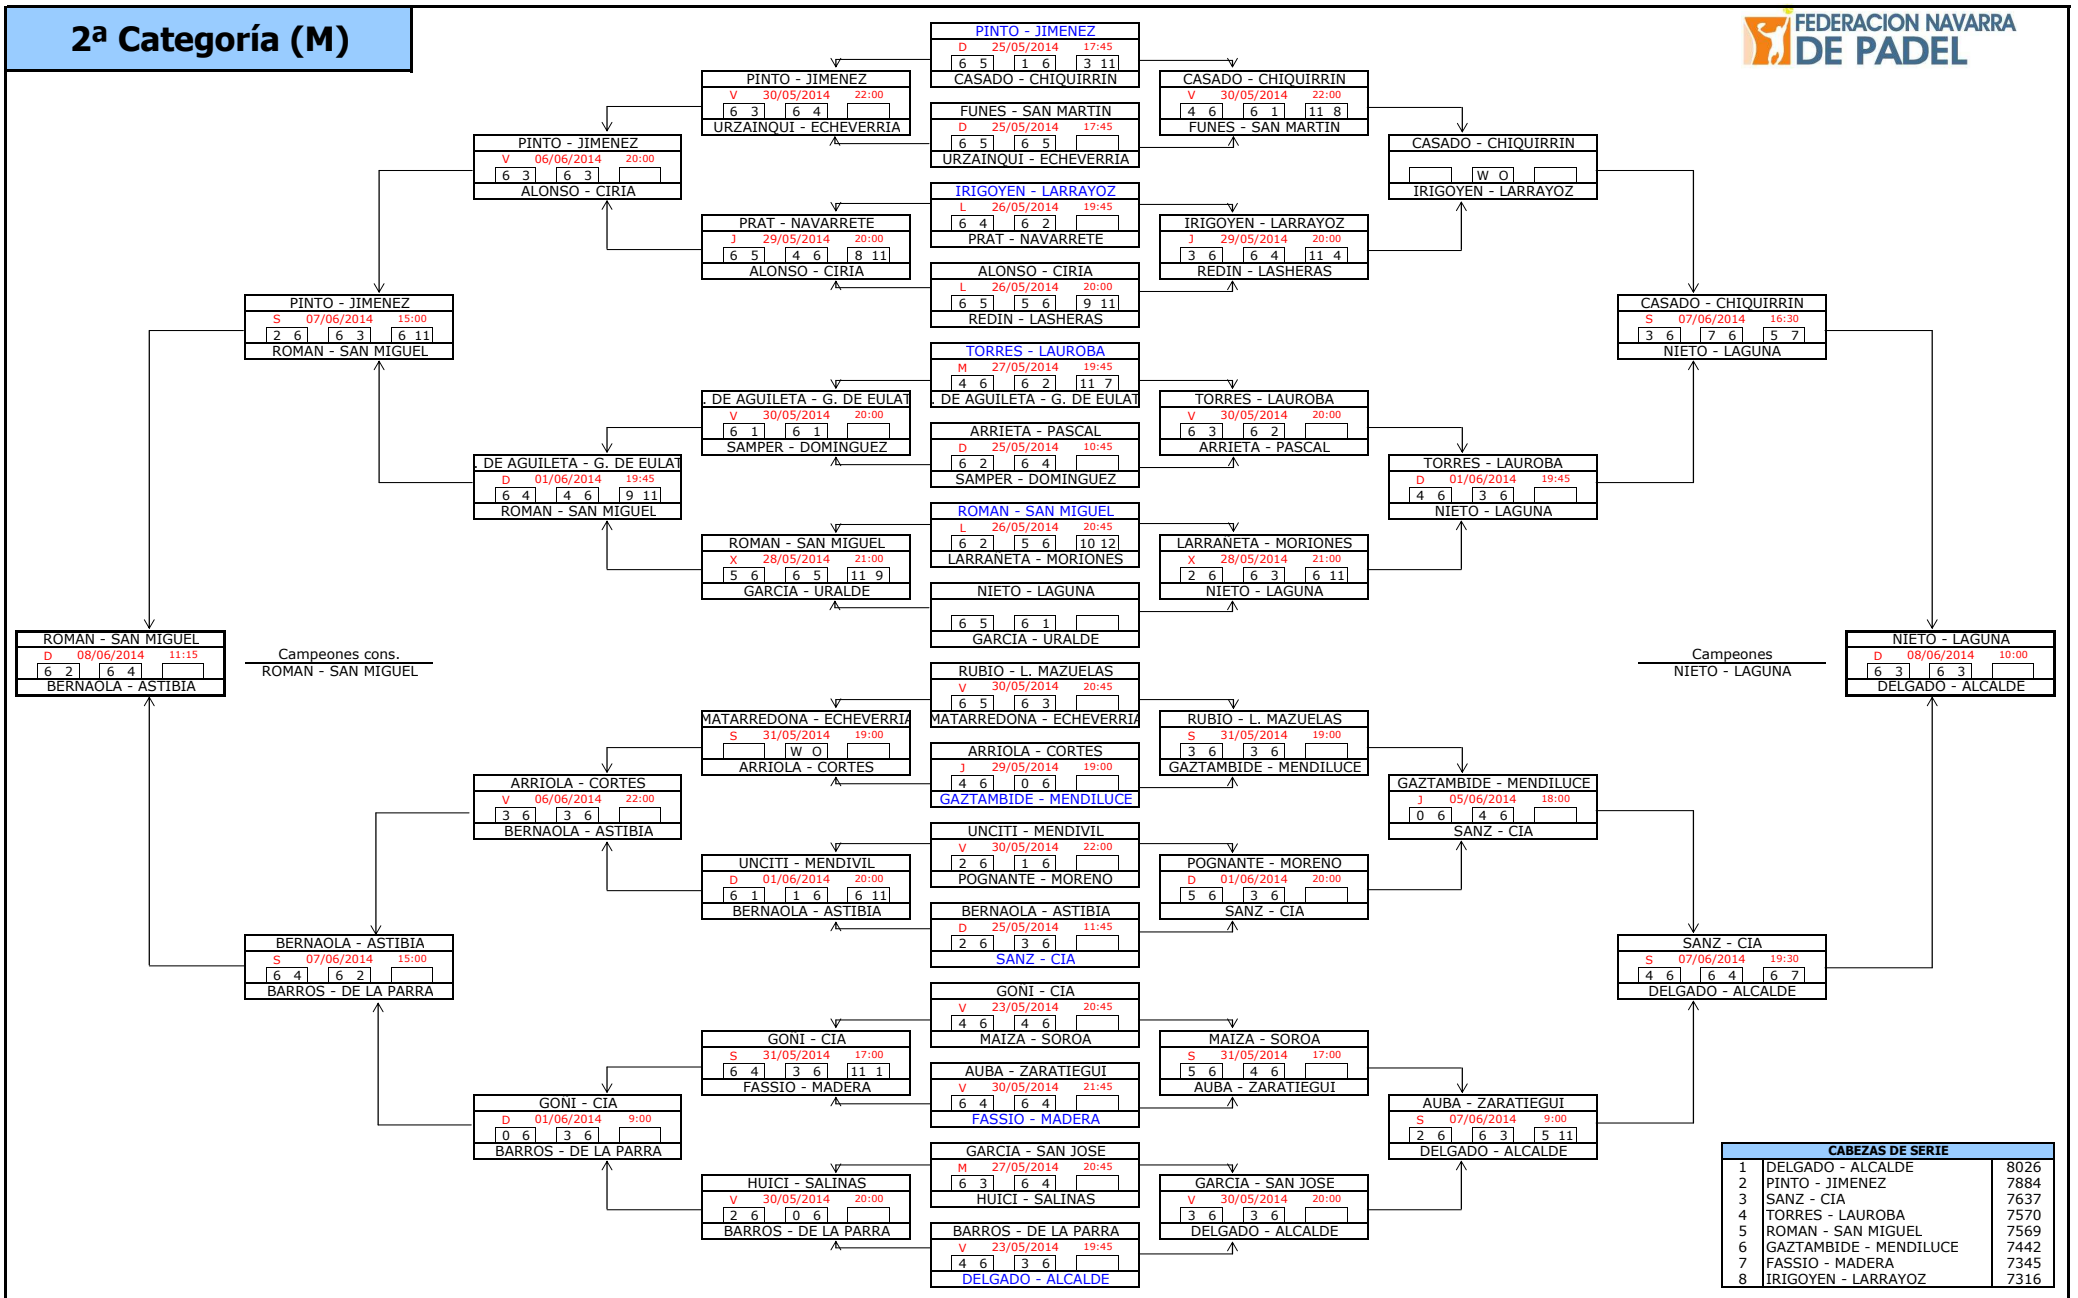 2ª Categoría (M)
FEDERACION NAVARRA
DE PADEL
PINTO - JIMENEZ
D 25/05/2014 17:45
6 5 1 6 3 11
CASADO - CHIQUIRRIN
FUNES - SAN MARTIN
D 25/05/2014 17:45
6 5 6 5
URZAINQUI - ECHEVERRIA
IRIGOYEN - LARRAYOZ
L 26/05/2014 19:45
6 4 6 2
PRAT - NAVARRETE
ALONSO - CIRIA
L 26/05/2014 20:00
6 5 5 6 9 11
REDIN - LASHERAS
TORRES - LAUROBA
M 27/05/2014 19:45
4 6 6 2 11 7
. DE AGUILETA - G. DE EULAT
ARRIETA - PASCAL
D 25/05/2014 10:45
6 2 6 4
SAMPER - DOMINGUEZ
ROMAN - SAN MIGUEL
L 26/05/2014 20:45
6 2 5 6 10 12
LARRAÑETA - MORIONES
NIETO - LAGUNA
6 5 6 1
GARCIA - URALDE
RUBIO - L. MAZUELAS
V 30/05/2014 20:45
6 5 6 3
MATARREDONA - ECHEVERRIA
ARRIOLA - CORTES
J 29/05/2014 19:00
4 6 0 6
GAZTAMBIDE - MENDILUCE
UNCITI - MENDIVIL
V 30/05/2014 22:00
2 6 1 6
POGNANTE - MORENO
BERNAOLA - ASTIBIA
D 25/05/2014 11:45
2 6 3 6
SANZ - CIA
GOÑI - CIA
V 23/05/2014 20:45
4 6 4 6
MAIZA - SOROA
AUBA - ZARATIEGUI
V 30/05/2014 21:45
6 4 6 4
FASSIO - MADERA
GARCIA - SAN JOSE
M 27/05/2014 20:45
6 3 6 4
HUICI - SALINAS
BARROS - DE LA PARRA
V 23/05/2014 19:45
4 6 3 6
DELGADO - ALCALDE
PINTO - JIMENEZ
V 30/05/2014 22:00
6 3 6 4
URZAINQUI - ECHEVERRIA
PRAT - NAVARRETE
J 29/05/2014 20:00
6 5 4 6 8 11
ALONSO - CIRIA
. DE AGUILETA - G. DE EULAT
V 30/05/2014 20:00
6 1 6 1
SAMPER - DOMINGUEZ
ROMAN - SAN MIGUEL
X 28/05/2014 21:00
5 6 6 5 11 9
GARCIA - URALDE
MATARREDONA - ECHEVERRIA
S 31/05/2014 19:00
W O
ARRIOLA - CORTES
UNCITI - MENDIVIL
D 01/06/2014 20:00
6 1 1 6 6 11
BERNAOLA - ASTIBIA
GOÑI - CIA
S 31/05/2014 17:00
6 4 3 6 11 1
FASSIO - MADERA
HUICI - SALINAS
V 30/05/2014 20:00
2 6 0 6
BARROS - DE LA PARRA
PINTO - JIMENEZ
V 06/06/2014 20:00
6 3 6 3
ALONSO - CIRIA
. DE AGUILETA - G. DE EULAT
D 01/06/2014 19:45
6 4 4 6 9 11
ROMAN - SAN MIGUEL
ARRIOLA - CORTES
V 06/06/2014 22:00
3 6 3 6
BERNAOLA - ASTIBIA
GOÑI - CIA
D 01/06/2014 9:00
0 6 3 6
BARROS - DE LA PARRA
PINTO - JIMENEZ
S 07/06/2014 15:00
2 6 6 3 6 11
ROMAN - SAN MIGUEL
BERNAOLA - ASTIBIA
S 07/06/2014 15:00
6 4 6 2
BARROS - DE LA PARRA
ROMAN - SAN MIGUEL
D 08/06/2014 11:15
6 2 6 4
BERNAOLA - ASTIBIA
Campeones cons.
ROMAN - SAN MIGUEL
CASADO - CHIQUIRRIN
V 30/05/2014 22:00
4 6 6 1 11 8
FUNES - SAN MARTIN
IRIGOYEN - LARRAYOZ
J 29/05/2014 20:00
3 6 6 4 11 4
REDIN - LASHERAS
TORRES - LAUROBA
V 30/05/2014 20:00
6 3 6 2
ARRIETA - PASCAL
LARRAÑETA - MORIONES
X 28/05/2014 21:00
2 6 6 3 6 11
NIETO - LAGUNA
RUBIO - L. MAZUELAS
S 31/05/2014 19:00
3 6 3 6
GAZTAMBIDE - MENDILUCE
POGNANTE - MORENO
D 01/06/2014 20:00
5 6 3 6
SANZ - CIA
MAIZA - SOROA
S 31/05/2014 17:00
5 6 4 6
AUBA - ZARATIEGUI
GARCIA - SAN JOSE
V 30/05/2014 20:00
3 6 3 6
DELGADO - ALCALDE
CASADO - CHIQUIRRIN
W O
IRIGOYEN - LARRAYOZ
TORRES - LAUROBA
D 01/06/2014 19:45
4 6 3 6
NIETO - LAGUNA
GAZTAMBIDE - MENDILUCE
J 05/06/2014 18:00
0 6 4 6
SANZ - CIA
AUBA - ZARATIEGUI
S 07/06/2014 9:00
2 6 6 3 5 11
DELGADO - ALCALDE
CASADO - CHIQUIRRIN
S 07/06/2014 16:30
3 6 7 6 5 7
NIETO - LAGUNA
SANZ - CIA
S 07/06/2014 19:30
4 6 6 4 6 7
DELGADO - ALCALDE
Campeones
NIETO - LAGUNA
NIETO - LAGUNA
D 08/06/2014 10:00
6 3 6 3
DELGADO - ALCALDE
CABEZAS DE SERIE
1 DELGADO - ALCALDE 8026
2 PINTO - JIMENEZ 7884
3 SANZ - CIA 7637
4 TORRES - LAUROBA 7570
5 ROMAN - SAN MIGUEL 7569
6 GAZTAMBIDE - MENDILUCE 7442
7 FASSIO - MADERA 7345
8 IRIGOYEN - LARRAYOZ 7316